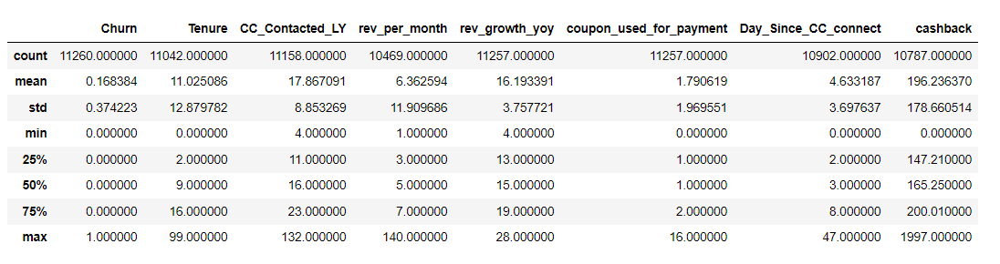 Churn Tenure CC_Contacted_LY rev_per_month rev_growth_yoy coupon_used_for_payment Day_Since_CC_connect cashback
count 11260.000000 11042.000000 11158.000000 10469.000000 11257.000000 11257.000000 10902.000000 10787.000000
mean 0.168384 11.025086 17.867091 6.362594 16.193391 1.790619 4.633187 196.236370
std 0.374223 12.879782 8.853269 11.909686 3.757721 1.969551 3.697637 178.660514
min 0.000000 0.000000 4.000000 1.000000 4.000000 0.000000 0.000000 0.000000
25% 0.000000 2.000000 11.000000 3.000000 13.000000 1.000000 2.000000 147.210000
50% 0.000000 9.000000 16.000000 5.000000 15.000000 1.000000 3.000000 165.250000
75% 0.000000 16.000000 23.000000 7.000000 19.000000 2.000000 8.000000 200.010000
max 1.000000 99.000000 132.000000 140.000000 28.000000 16.000000 47.000000 1997.000000